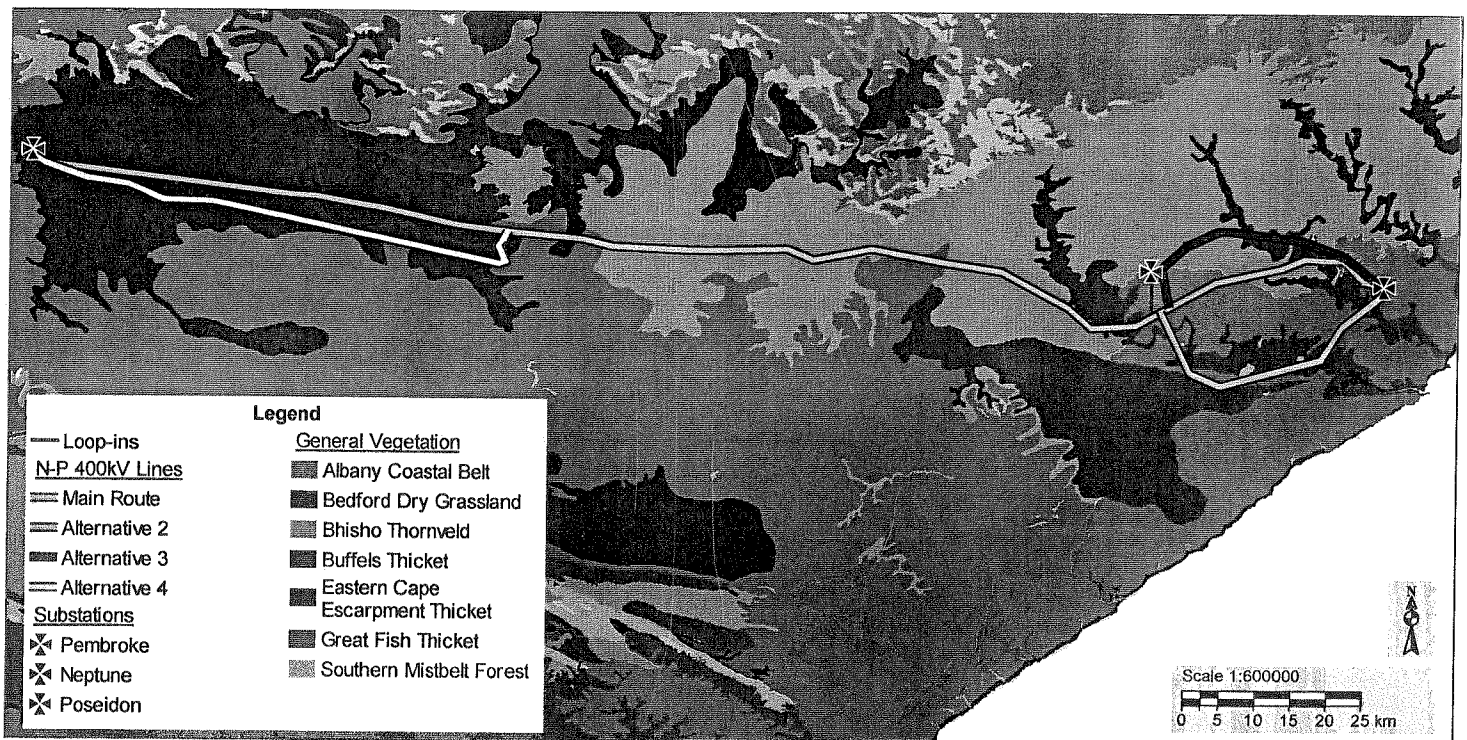 Legend
Loop-ins
N-P 400kV Lines
Main Route
Alternative 2
Alternative 3
Alternative 4
Substations
Pembroke
Neptune
Poseidon
General Vegetation
Albany Coastal Belt
Bedford Dry Grassland
Bhisho Thornveld
Buffels Thicket
Eastern Cape
Escarpment Thicket
Great Fish Thicket
Southern Mistbelt Forest
N
Scale 1:600000
0 5 10 15 20 25 km